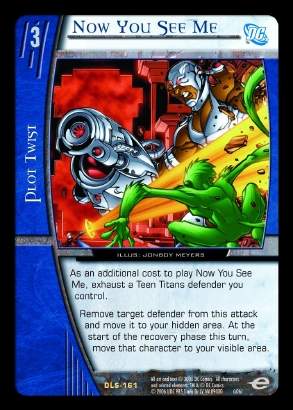 3
Now You See Me
DC
Plot Twist
Illus: Jonboy Meyers
As an additional cost to play Now You See
Me, exhaust a Teen Titans defender you
control.
Remove target defender from this attack
and move it to your hidden area. At the
start of the recovery phase this turn,
move that character to your visible area.
DLS-161